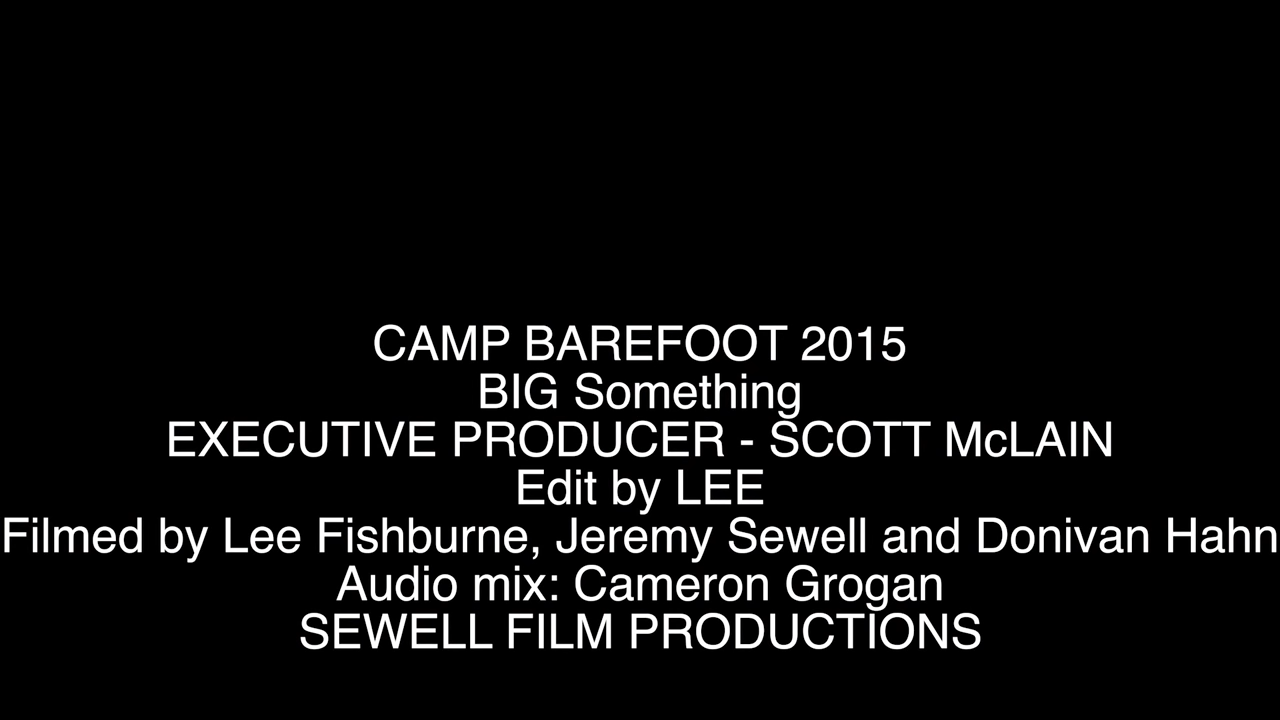 CAMP BAREFOOT 2015
BIG Something
EXECUTIVE PRODUCER - SCOTT McLAIN
Edit by LEE
Filmed by Lee Fishburne, Jeremy Sewell and Donivan Hahn
Audio mix: Cameron Grogan
SEWELL FILM PRODUCTIONS